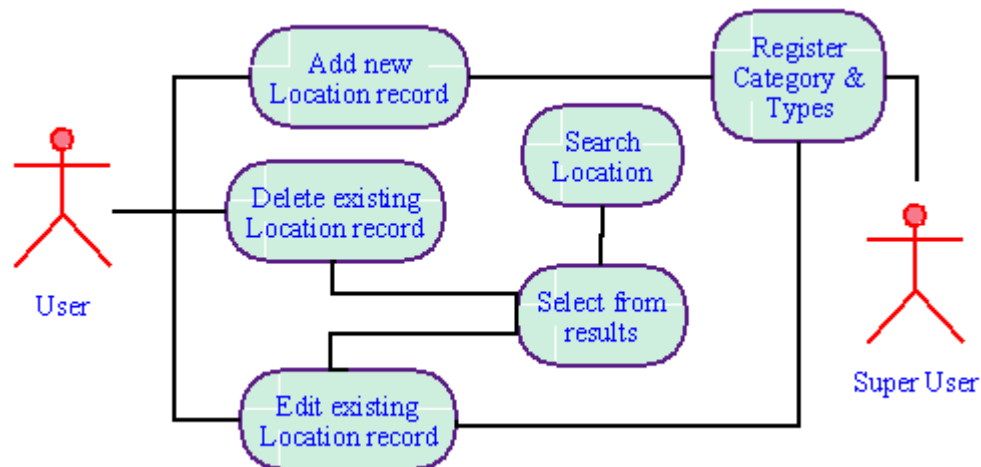 Add new
Location record
Register
Category &
Types
Search
Location
Delete existing
Location record
User
Select from
results
Super User
Edit existing
Location record